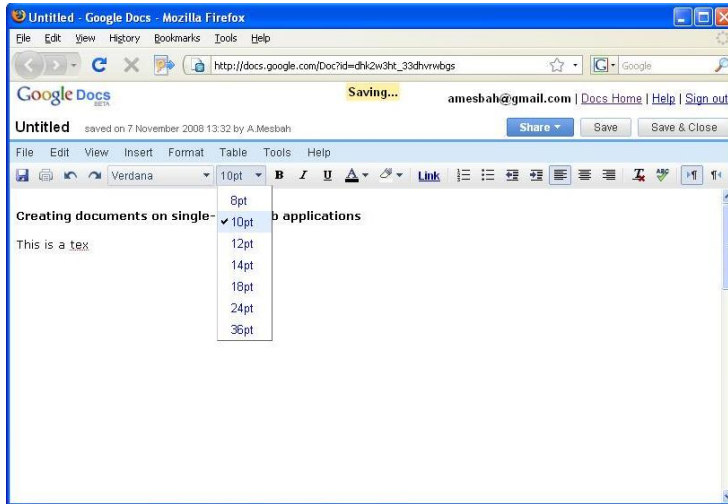 Untitled - Google Docs - Mozilla Firefox
File Edit View History Bookmarks Tools Help
http://docs.google.com/Doc?id=dhk2w3ht_33dhvrwbgs
G Google
Google Docs
BETA
Saving...
amesbah@gmail.com | Docs Home | Help | Sign out
Untitled saved on 7 November 2008 13:32 by A.Mesbah
Share Save Save & Close
File Edit View Insert Format Table Tools Help
Verdana 10pt B I U A Link
8pt
Creating documents on single- b applications
10pt
12pt
This is a tex
14pt
18pt
24pt
36pt